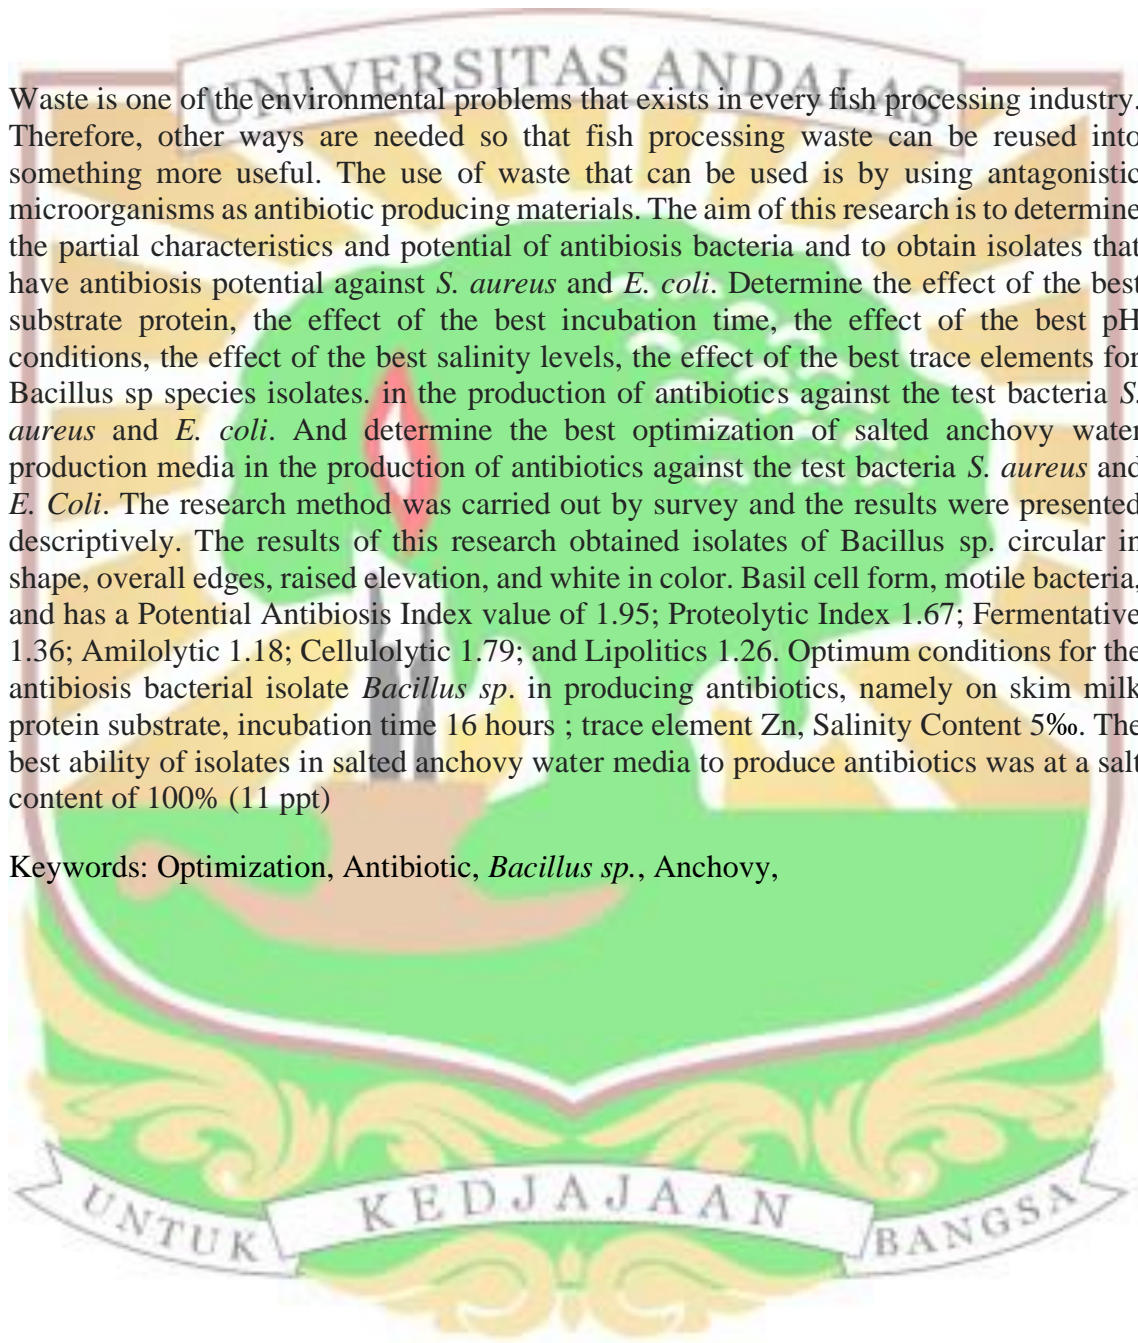 UNIVERSITAS ANDALAS
Waste is one of the environmental problems that exists in every fish processing industry.
Therefore, other ways are needed so that fish processing waste can be reused into
something more useful. The use of waste that can be used is by using antagonistic
microorganisms as antibiotic producing materials. The aim of this research is to determine
the partial characteristics and potential of antibiosis bacteria and to obtain isolates that
have antibiosis potential against S. aureus and E. coli. Determine the effect of the best
substrate protein, the effect of the best incubation time, the effect of the best pH
conditions, the effect of the best salinity levels, the effect of the best trace elements for
Bacillus sp species isolates. in the production of antibiotics against the test bacteria S.
aureus and E. coli. And determine the best optimization of salted anchovy water
production media in the production of antibiotics against the test bacteria S. aureus and
E. Coli. The research method was carried out by survey and the results were presented
descriptively. The results of this research obtained isolates of Bacillus sp. circular in
shape, overall edges, raised elevation, and white in color. Basil cell form, motile bacteria,
and has a Potential Antibiosis Index value of 1.95; Proteolytic Index 1.67; Fermentative
1.36; Amilolytic 1.18; Cellulolytic 1.79; and Lipolitics 1.26. Optimum conditions for the
antibiosis bacterial isolate Bacillus sp. in producing antibiotics, namely on skim milk
protein substrate, incubation time 16 hours ; trace element Zn, Salinity Content 5‰. The
best ability of isolates in salted anchovy water media to produce antibiotics was at a salt
content of 100% (11 ppt)
Keywords: Optimization, Antibiotic, Bacillus sp., Anchovy,
UNTUK KEDJAJAAN BANGSA